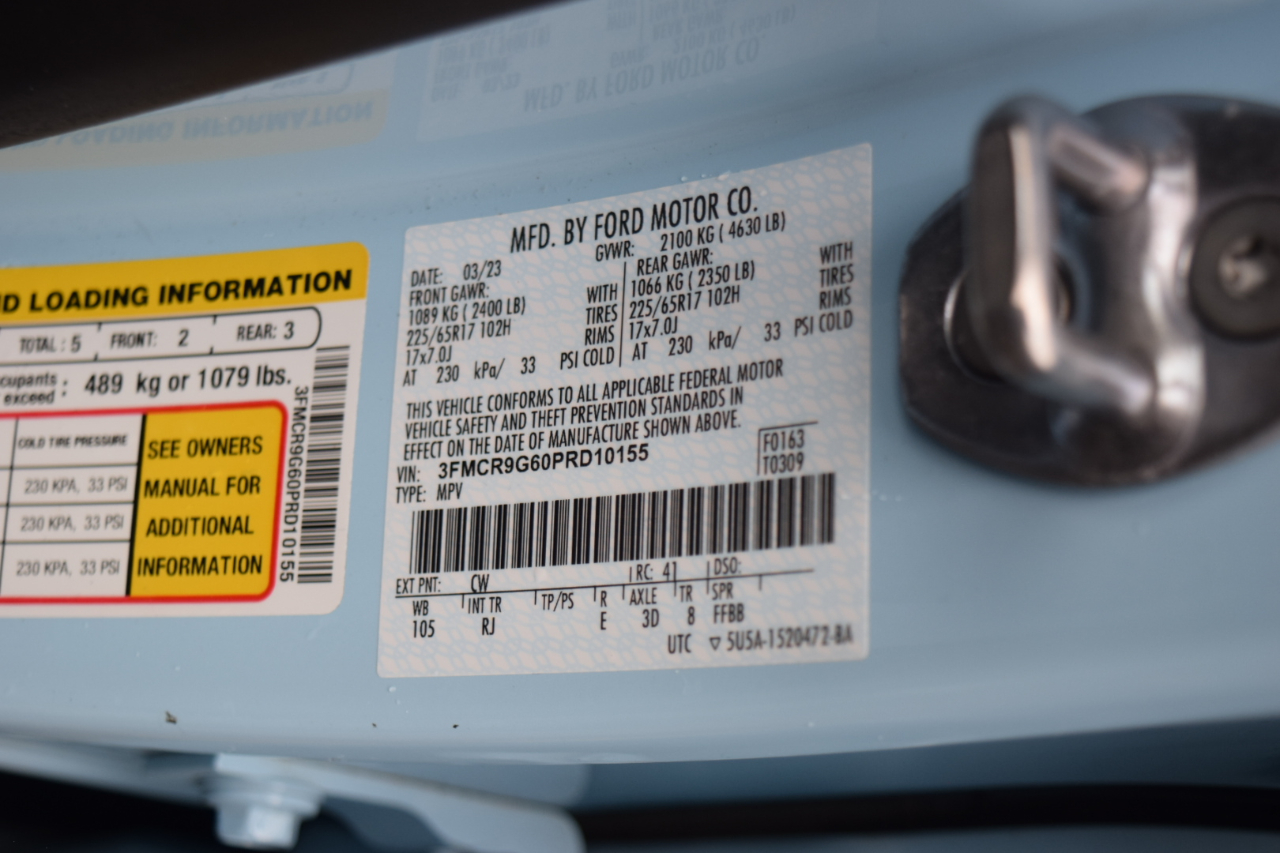 ND LOADING INFORMATION
TOTAL: 5 FRONT: 2 REAR: 3
cupants
exceed : 489 kg or 1079 lbs.
COLD TIRE PRESSURE
230 KPA, 33 PSI
230 KPA, 33 PSI
230 KPA, 33 PSI
SEE OWNERS
MANUAL FOR
ADDITIONAL
INFORMATION
3FMCR9G60PRD10155
MFD. BY FORD MOTOR CO.
DATE: 03/23 GVWR: 2100 KG ( 4630 LB)
FRONT GAWR: REAR GAWR:
1089 KG ( 2400 LB) WITH 1066 KG ( 2350 LB) WITH
225/65R17 102H TIRES 225/65R17 102H TIRES
17x7.0J RIMS 17x7.0J RIMS
AT 230 kPa/ 33 PSI COLD AT 230 kPa/ 33 PSI COLD
THIS VEHICLE CONFORMS TO ALL APPLICABLE FEDERAL MOTOR
VEHICLE SAFETY AND THEFT PREVENTION STANDARDS IN
EFFECT ON THE DATE OF MANUFACTURE SHOWN ABOVE.
VIN: 3FMCR9G60PRD10155 F0163
TYPE: MPV T0309
EXT PNT: CW RC: 41 DSO:
WB INT TR TP/PS R AXLE TR SPR
105 RJ E 3D 8 FFBB
UTC ▽ 5U5A-1520472-BA